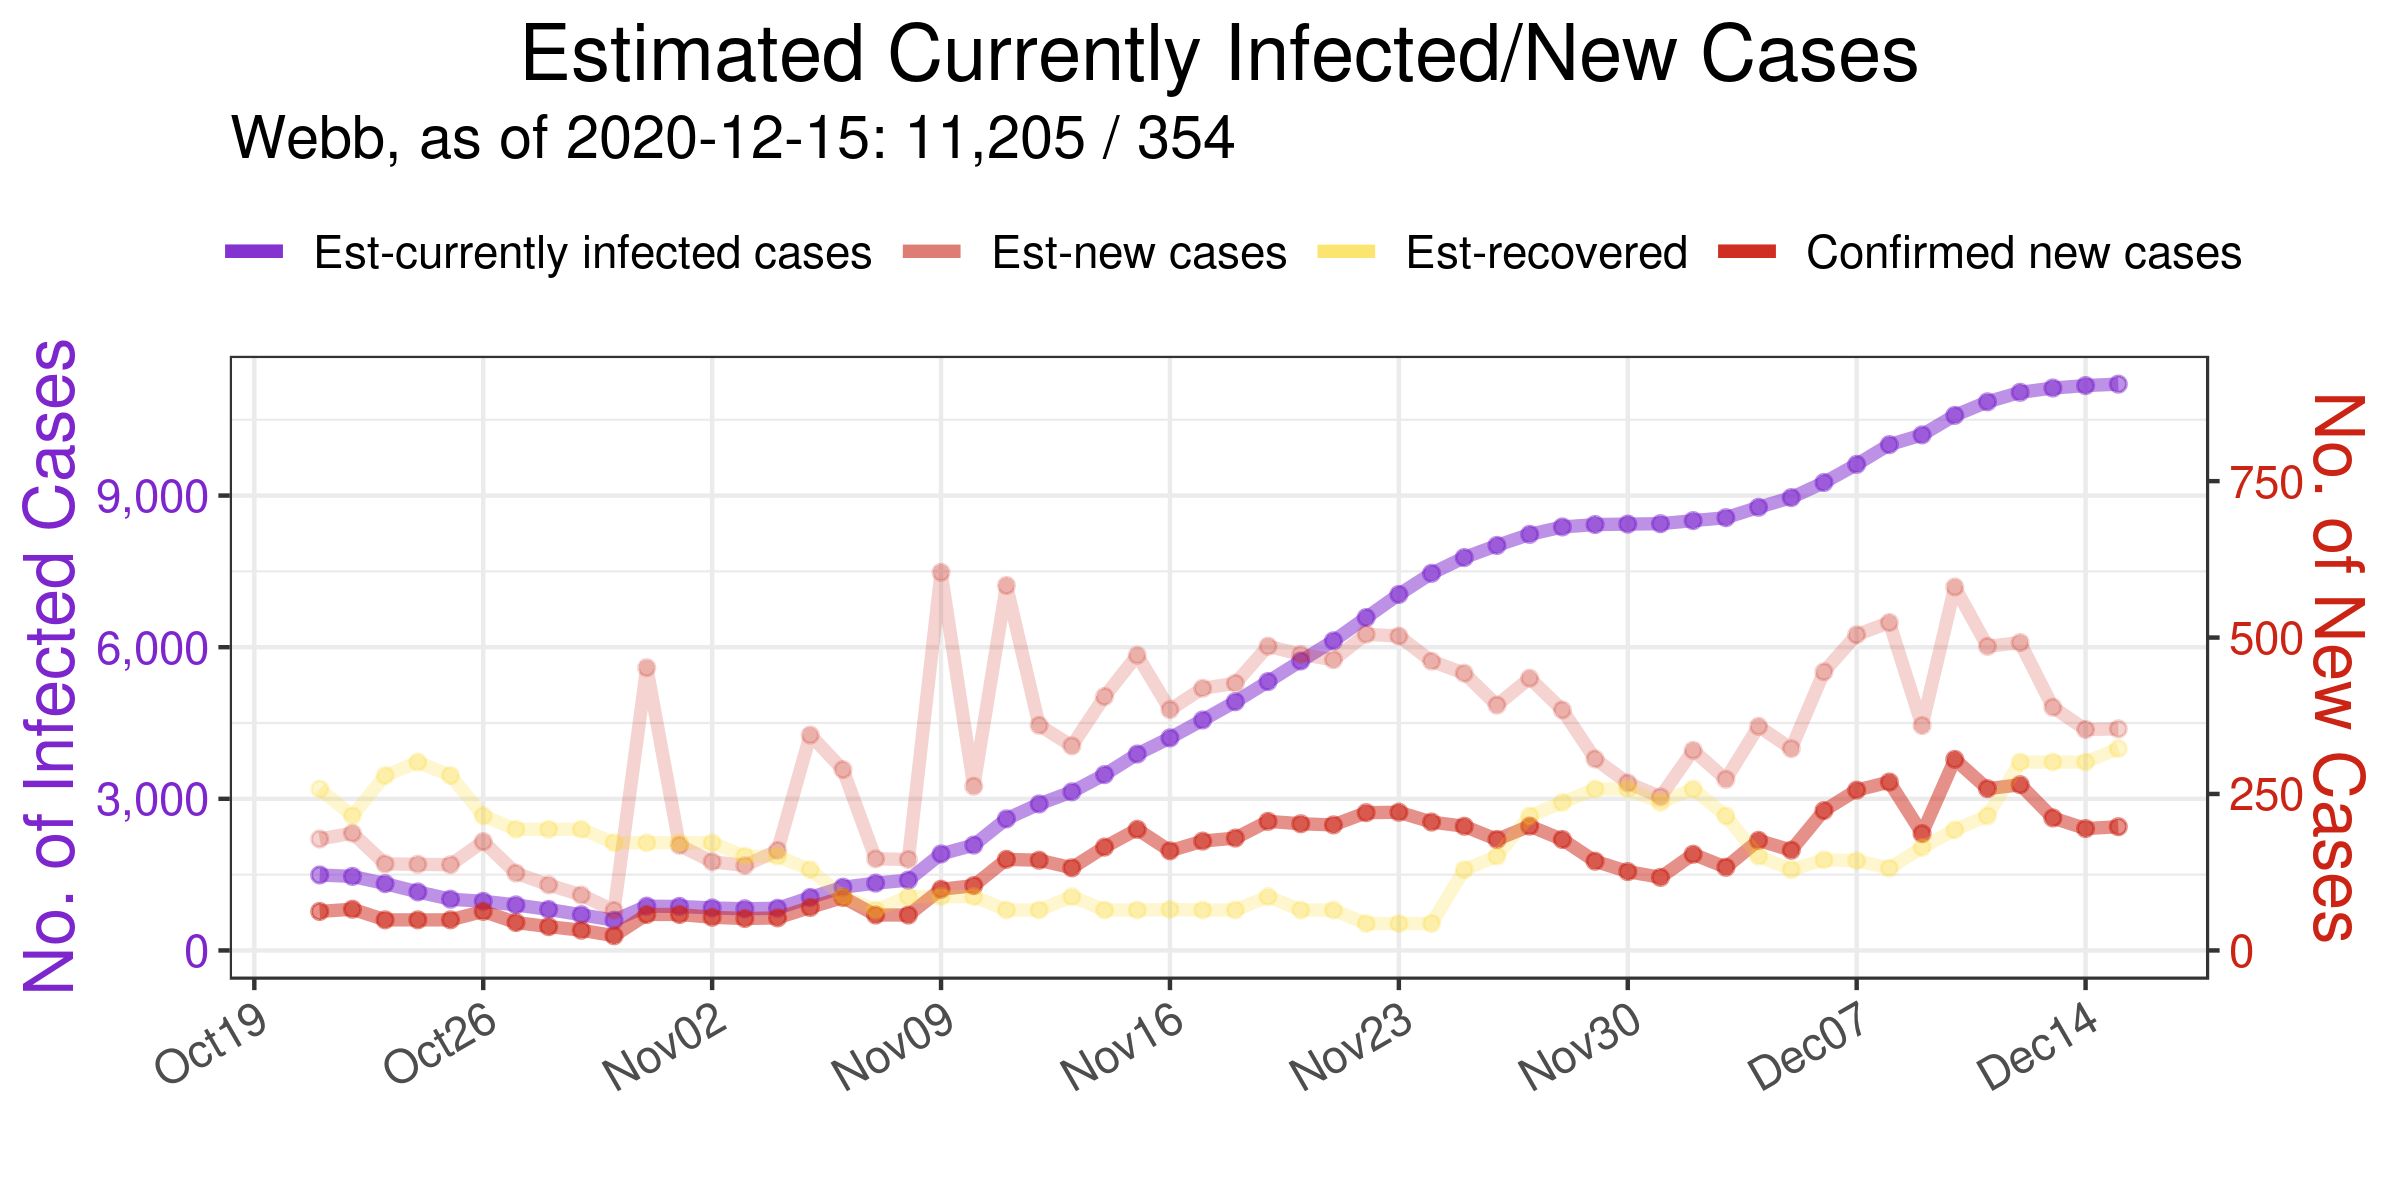 Estimated Currently Infected/New Cases
Webb, as of 2020-12-15: 11,205 / 354
Est-currently infected cases Est-new cases Est-recovered Confirmed new cases
No. of Infected Cases
9,000
6,000
3,000
0
750
500
250
0
No. of New Cases
Oct19 Oct26 Nov02 Nov09 Nov16 Nov23 Nov30 Dec07 Dec14